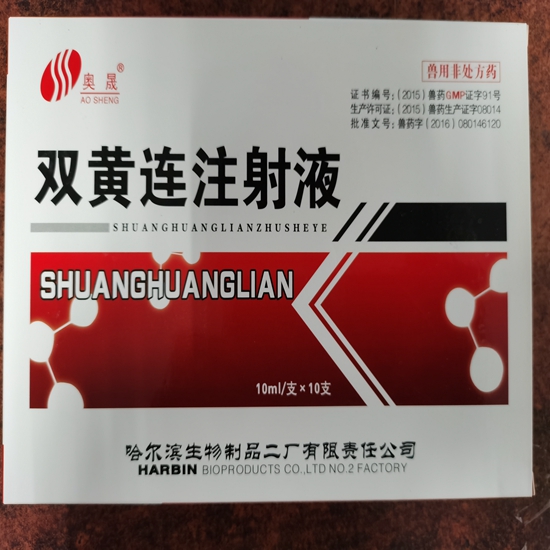 奥晟®
AO SHENG
兽用非处方药
证书编号:(2015)兽药GMP证字91号
生产许可证:(2015)兽药生产证字08014
批准文号:兽药字(2016)080146120
双黄连注射液
SHUANGHUANGLIANZHUSHEYE
SHUANGHUANGLIAN
10ml/支×10支
哈尔滨生物制品二厂有限责任公司
HARBIN BIOPRODUCTS CO.,LTD NO.2 FACTORY